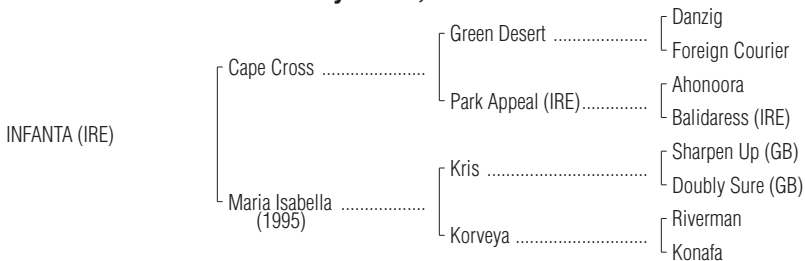 Danzig
Green Desert ....................
Foreign Courier
Cape Cross ......................
Ahonoora
Park Appeal (IRE)..............
Balidaress (IRE)
INFANTA (IRE)
Sharpen Up (GB)
Kris ..................................
Doubly Sure (GB)
Maria Isabella ..................
(1995)
Riverman
Korveya ............................
Konafa